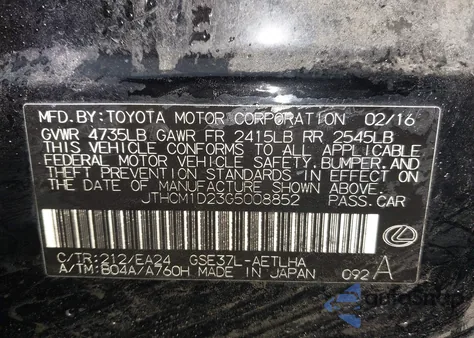 MFD. BY: TOYOTA MOTOR CORPORATION 02/16
GVWR 4735LB GAWR FR 2415LB RR 2545LB
THIS VEHICLE CONFORMS TO ALL APPLICABLE
FEDERAL MOTOR VEHICLE SAFETY, BUMPER, AND
THEFT PREVENTION STANDARDS IN EFFECT ON
THE DATE OF MANUFACTURE SHOWN ABOVE.
JTHCM1D23G5008852 PASS. CAR
C/TR: 212/EA24 GSE37L-AETLHA
A/TM: B04A/A760H MADE IN JAPAN 092 A